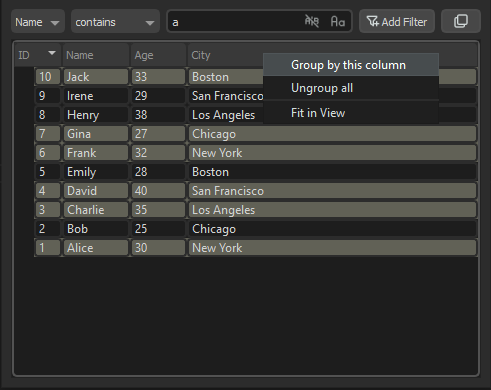 Name contains a Aa Add Filter
ID Name Age City
Group by this column
Ungroup all
Fit in View
10 Jack 33 Boston
9 Irene 29 San Francisco
8 Henry 38 Los Angeles
7 Gina 27 Chicago
6 Frank 32 New York
5 Emily 28 Boston
4 David 40 San Francisco
3 Charlie 35 Los Angeles
2 Bob 25 Chicago
1 Alice 30 New York